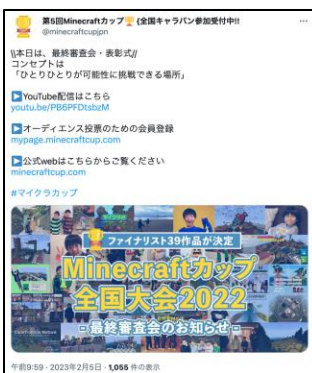 第5回Minecraftカップ🏆 (全国キャラバン参加受付中!!
@minecraftcupjpn
\\本日は、最終審査会・表彰式//
コンセプトは
「ひとりひとりが可能性に挑戦できる場所」
▶YouTube配信はこちら
youtu.be/PB6PFDtsbzM
▶オーディエンス投票のための会員登録
mypage.minecraftcup.com
▶公式webはこちらからご覧ください
minecraftcup.com
#マイクラカップ
ファイナリスト39作品が決定
Minecraftカップ
全国大会2022
-最終審査会のお知らせ-
午前9:59 · 2023年2月5日 · 1,055 件の表示